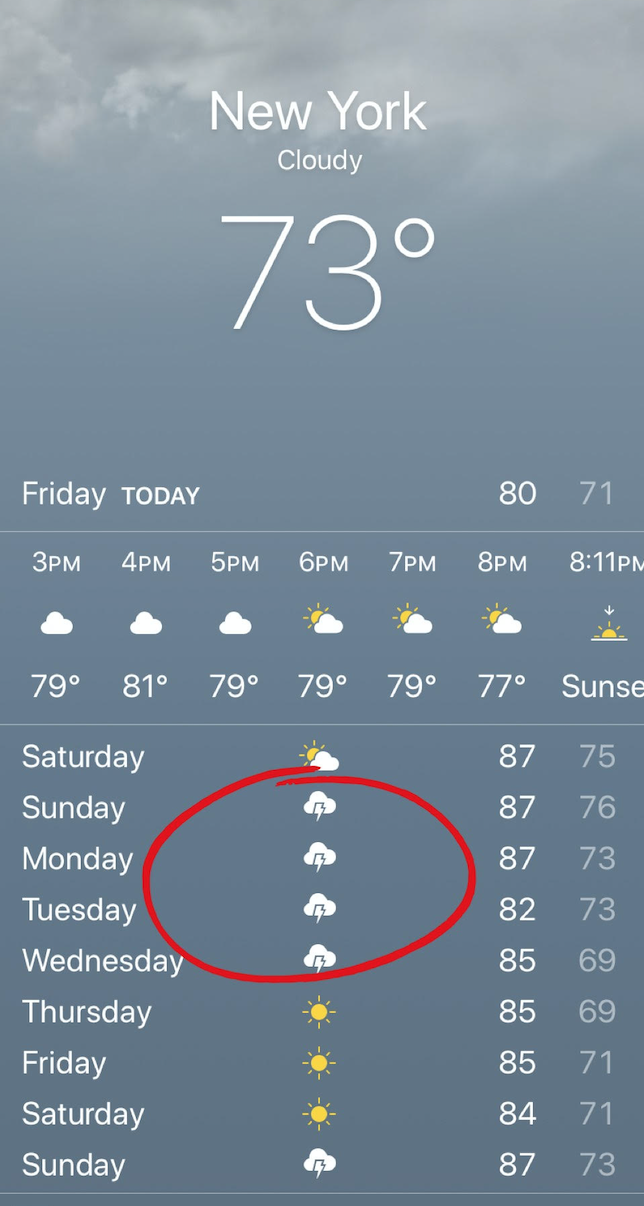 New York
Cloudy
73°
Friday TODAY 80 71
3PM 4PM 5PM 6PM 7PM 8PM 8:11PM
79° 81° 79° 79° 79° 77° Sunse
Saturday 87 75
Sunday 87 76
Monday 87 73
Tuesday 82 73
Wednesday 85 69
Thursday 85 69
Friday 85 71
Saturday 84 71
Sunday 87 73